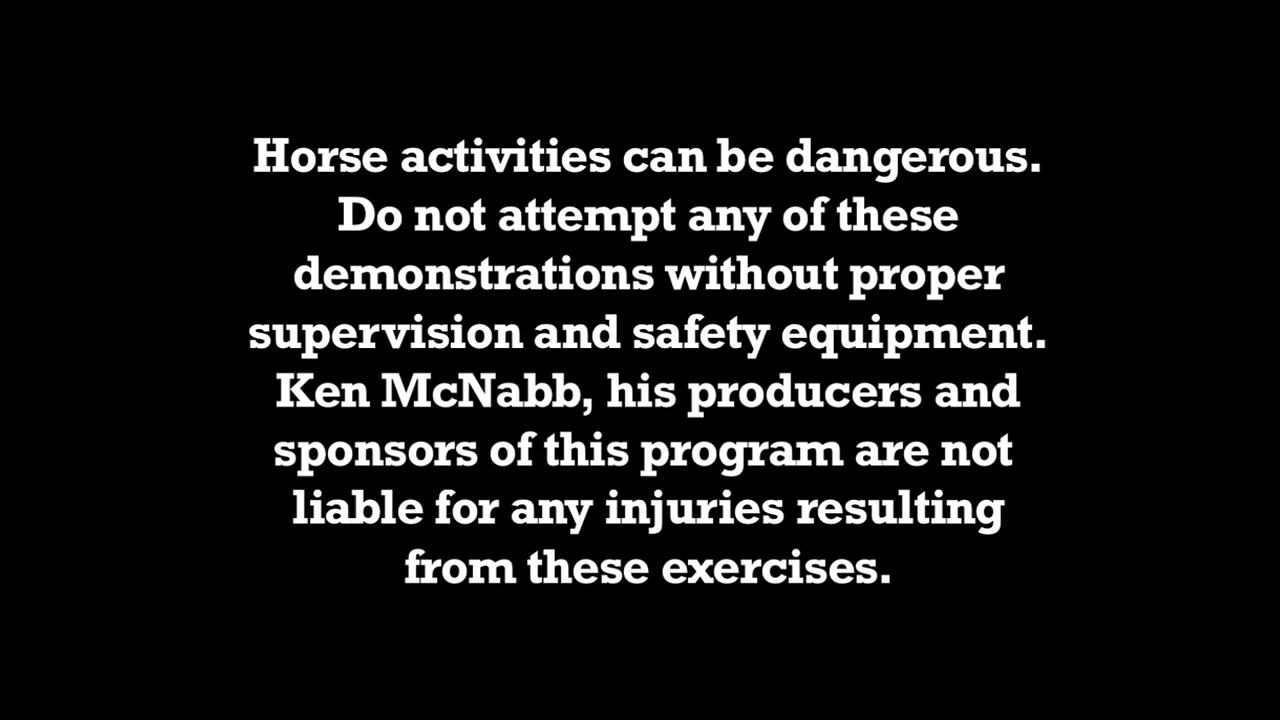 Horse activities can be dangerous.
Do not attempt any of these
demonstrations without proper
supervision and safety equipment.
Ken McNabb, his producers and
sponsors of this program are not
liable for any injuries resulting
from these exercises.